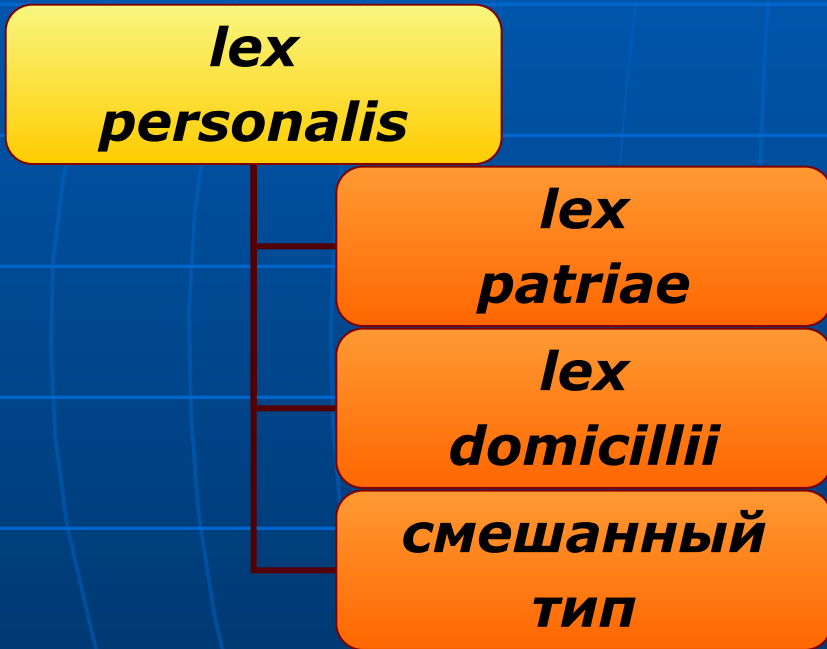 lex
personalis
lex
patriae
lex
domicillii
смешанный
тип